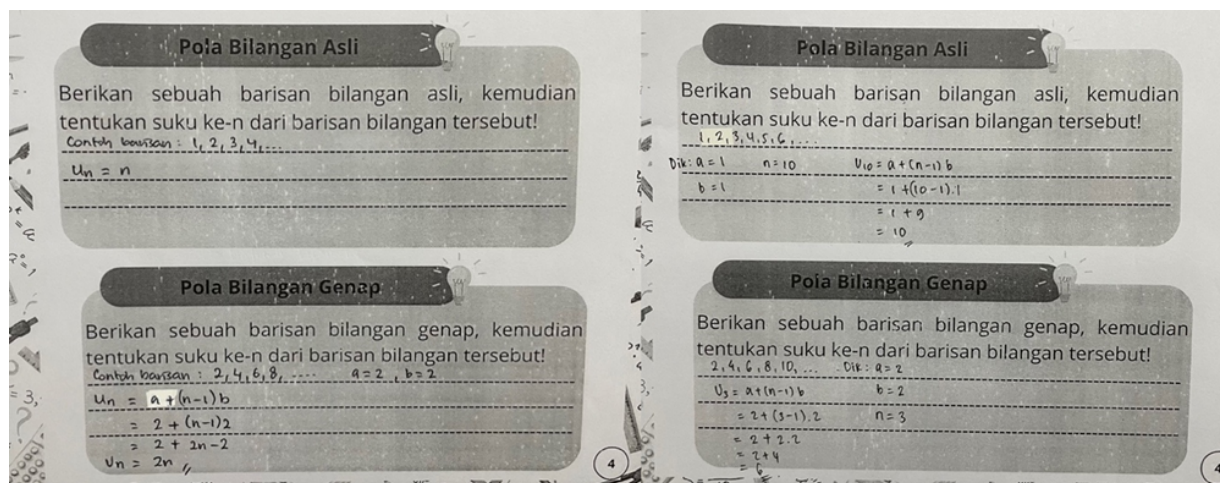 Pola Bilangan Asli
Berikan sebuah barisan bilangan asli, kemudian
tentukan suku ke-n dari barisan bilangan tersebut!
Contoh barisan : 1, 2, 3, 4, ...
Un = n
Pola Bilangan Genap
Berikan sebuah barisan bilangan genap, kemudian
tentukan suku ke-n dari barisan bilangan tersebut!
Contoh barisan : 2, 4, 6, 8, .... a = 2 , b = 2
Un = a + (n-1) b
= 2 + (n-1) 2
= 2 + 2n - 2
Un = 2n //
4
Pola Bilangan Asli
Berikan sebuah barisan bilangan asli, kemudian
tentukan suku ke-n dari barisan bilangan tersebut!
1, 2, 3, 4, 5, 6, ...
Dik : a = 1 n = 10 U10 = a + (n-1) b
b = 1 = 1 + (10-1) . 1
= 1 + 9
= 10 //
Pola Bilangan Genap
Berikan sebuah barisan bilangan genap, kemudian
tentukan suku ke-n dari barisan bilangan tersebut!
2, 4, 6, 8, 10, ... Dik : a = 2
U3 = a + (n-1) b b = 2
= 2 + (3-1) . 2 n = 3
= 2 + 2 . 2
= 2 + 4
= 6
4